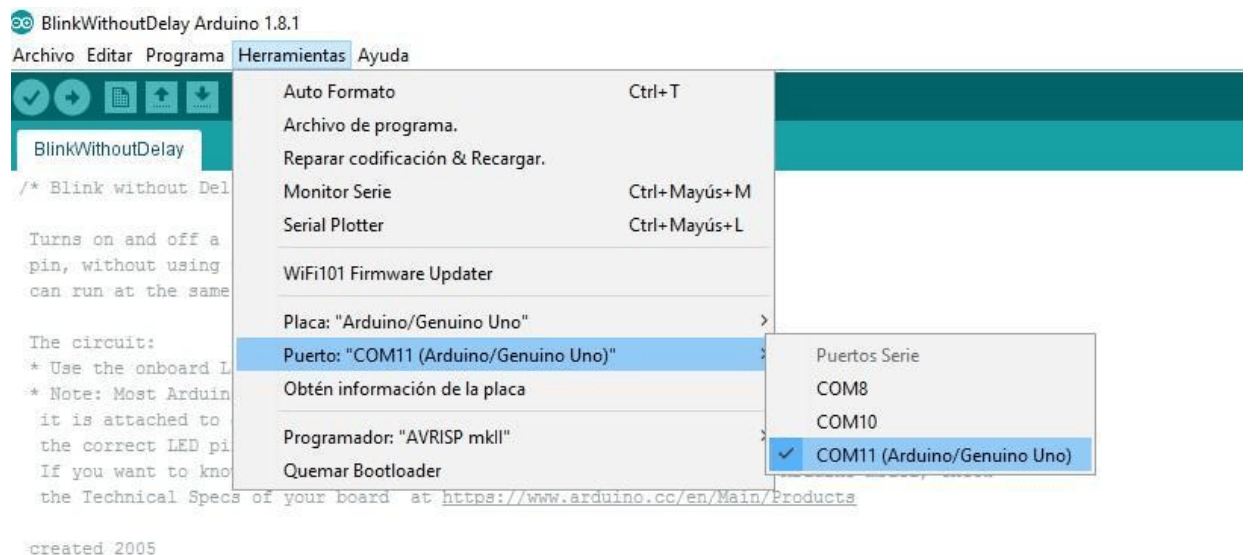 BlinkWithoutDelay Arduino 1.8.1
Archivo Editar Programa Herramientas Ayuda
BlinkWithoutDelay
Auto Formato Ctrl+T
Archivo de programa.
Reparar codificación & Recargar.
Monitor Serie Ctrl+Mayús+M
Serial Plotter Ctrl+Mayús+L
WiFi101 Firmware Updater
Placa: "Arduino/Genuino Uno"
Puerto: "COM11 (Arduino/Genuino Uno)"
Obtén información de la placa
Programador: "AVRISP mkII"
Quemar Bootloader
Puertos Serie
COM8
COM10
COM11 (Arduino/Genuino Uno)
/* Blink without Del
Turns on and off a
pin, without using
can run at the same
The circuit:
* Use the onboard L
* Note: Most Arduin
it is attached to
the correct LED pi
If you want to kno
the Technical Specs of your board at https://www.arduino.cc/en/Main/Products
created 2005